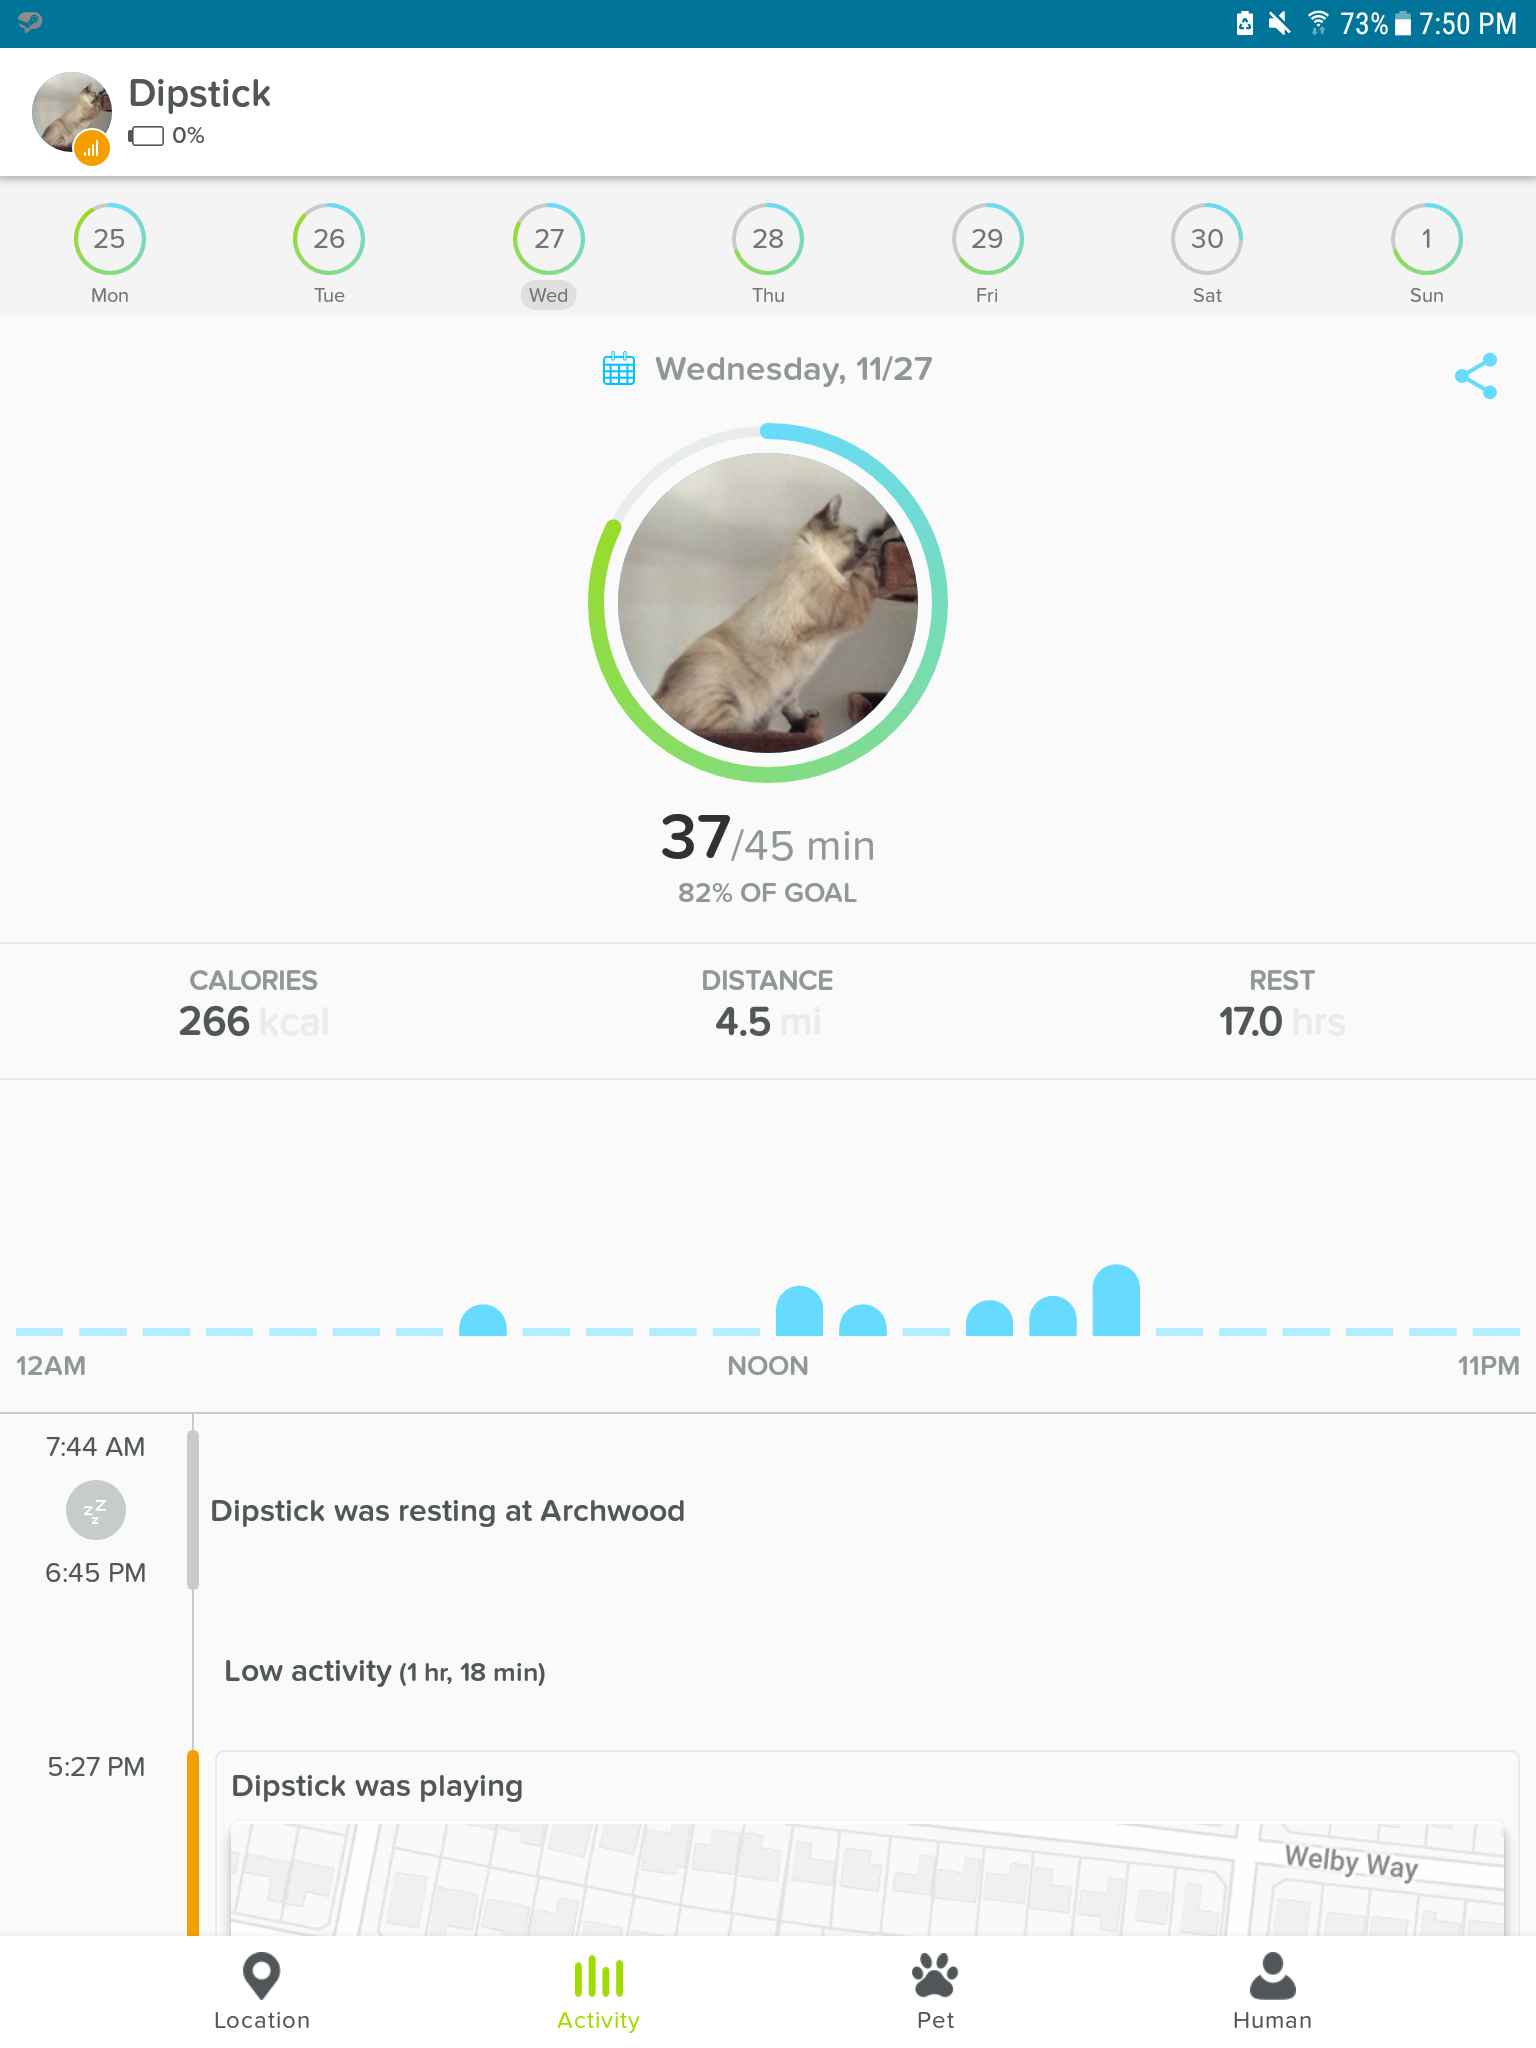 73% 7:50 PM
Dipstick
0%
25 26 27 28 29 30 1
Mon Tue Wed Thu Fri Sat Sun
Wednesday, 11/27
37/45 min
82% OF GOAL
CALORIES DISTANCE REST
266 kcal 4.5 mi 17.0 hrs
12AM NOON 11PM
7:44 AM
zzz
Dipstick was resting at Archwood
6:45 PM
Low activity (1 hr, 18 min)
5:27 PM
Dipstick was playing
Welby Way
Location Activity Pet Human